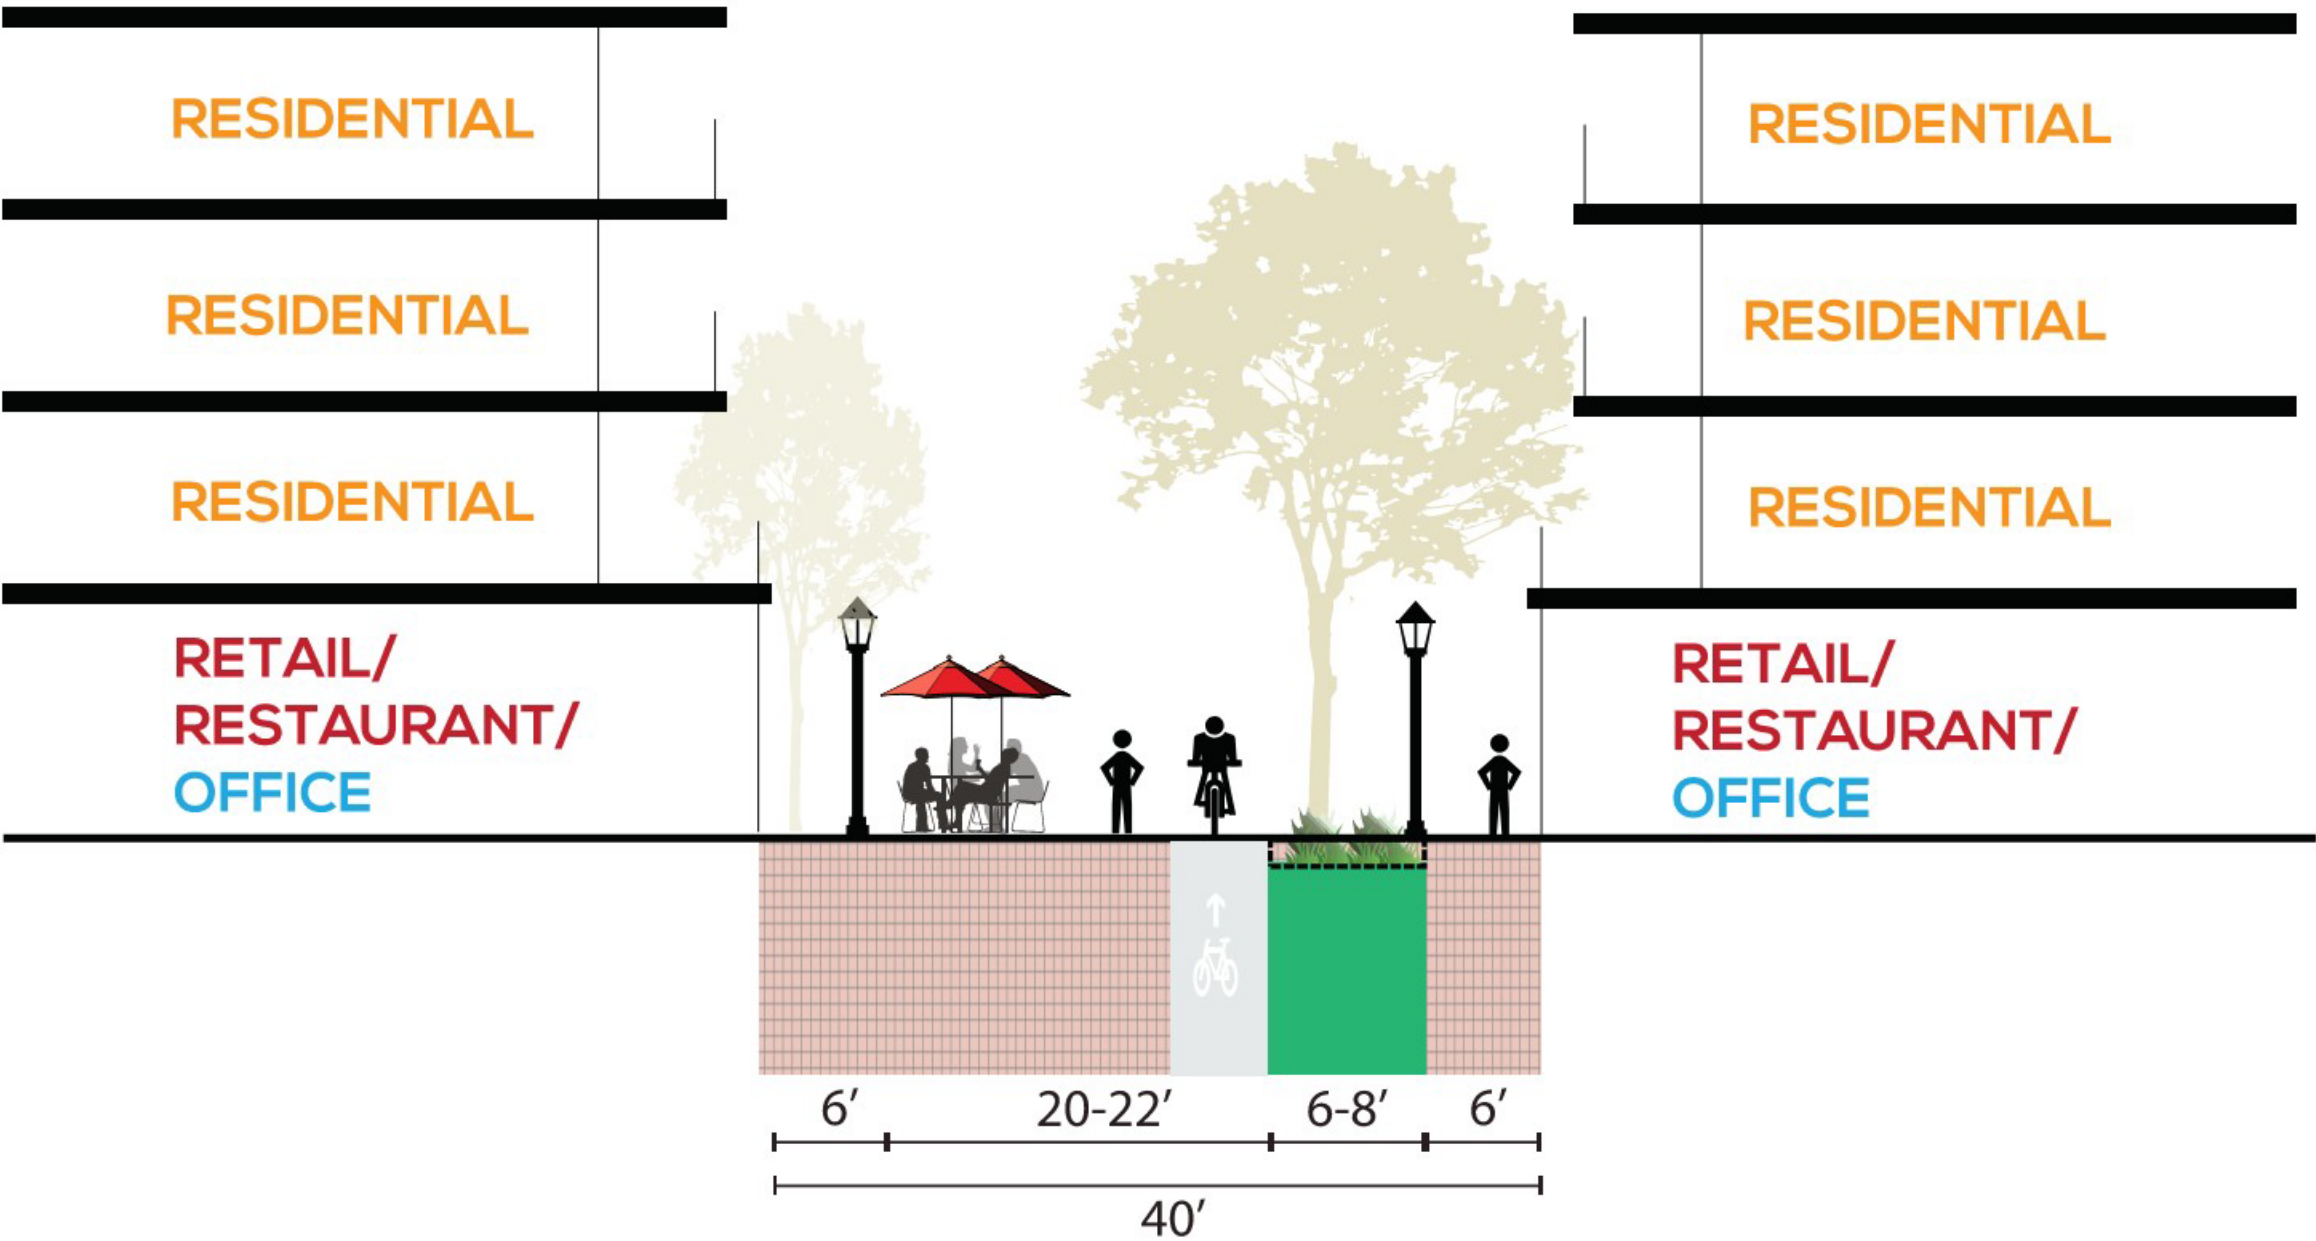 RESIDENTIAL
RESIDENTIAL
RESIDENTIAL
RETAIL/
RESTAURANT/
OFFICE
RESIDENTIAL
RESIDENTIAL
RESIDENTIAL
RETAIL/
RESTAURANT/
OFFICE
6′ 20-22′ 6-8′ 6′
40′